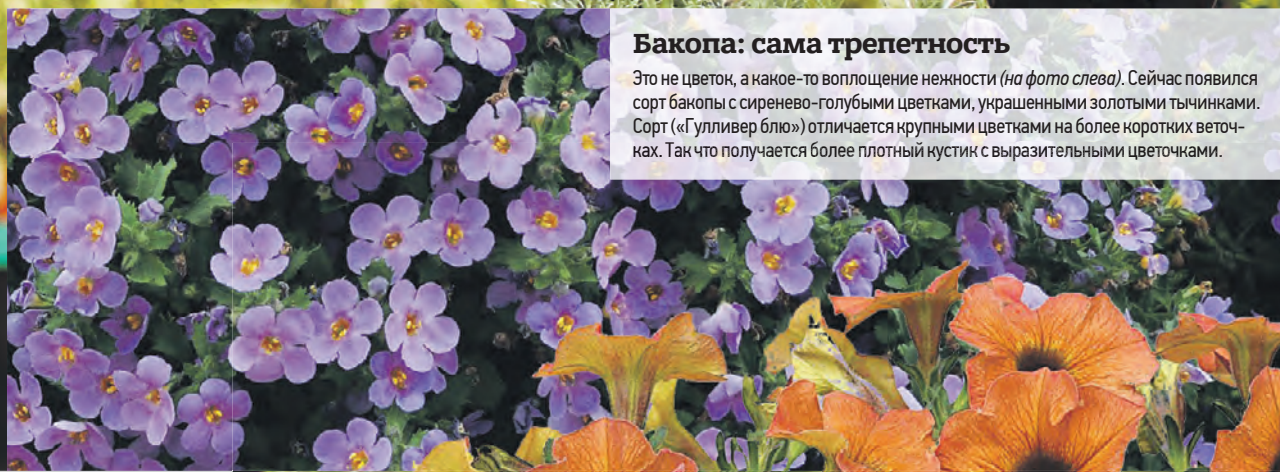 Бакопа: сама трепетность
Это не цветок, а какое-то воплощение нежности (на фото слева). Сейчас появился
сорт бакопы с сиренево-голубыми цветками, украшенными золотыми тычинками.
Сорт («Гулливер блю») отличается крупными цветками на более коротких веточ-
ках. Так что получается более плотный кустик с выразительными цветочками.